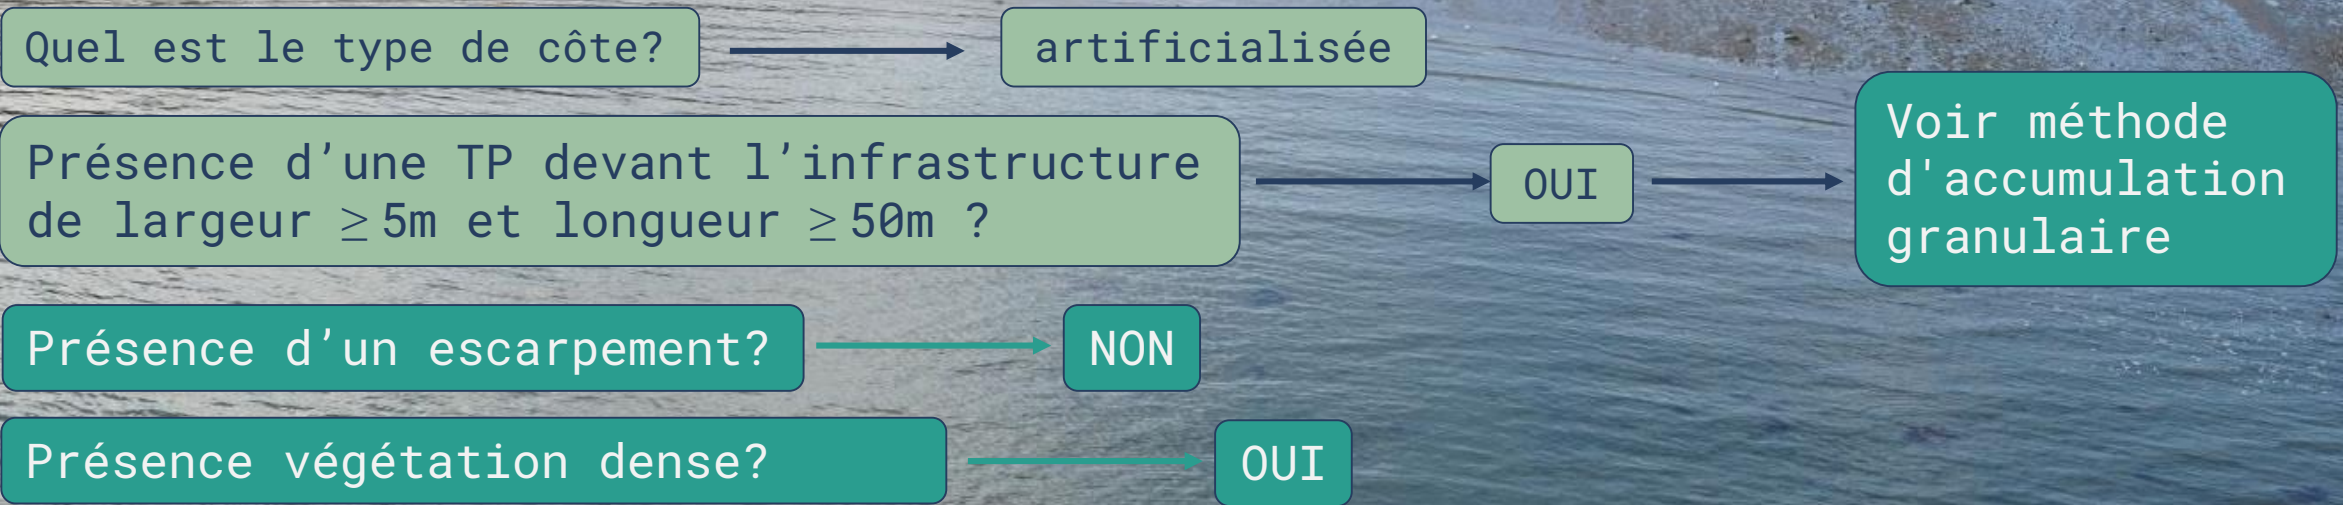 Quel est le type de côte?
artificialisée
Présence d’une TP devant l’infrastructure
de largeur ≥ 5m et longueur ≥ 50m ?
OUI
Voir méthode
d'accumulation
granulaire
Présence d’un escarpement?
NON
Présence végétation dense?
OUI